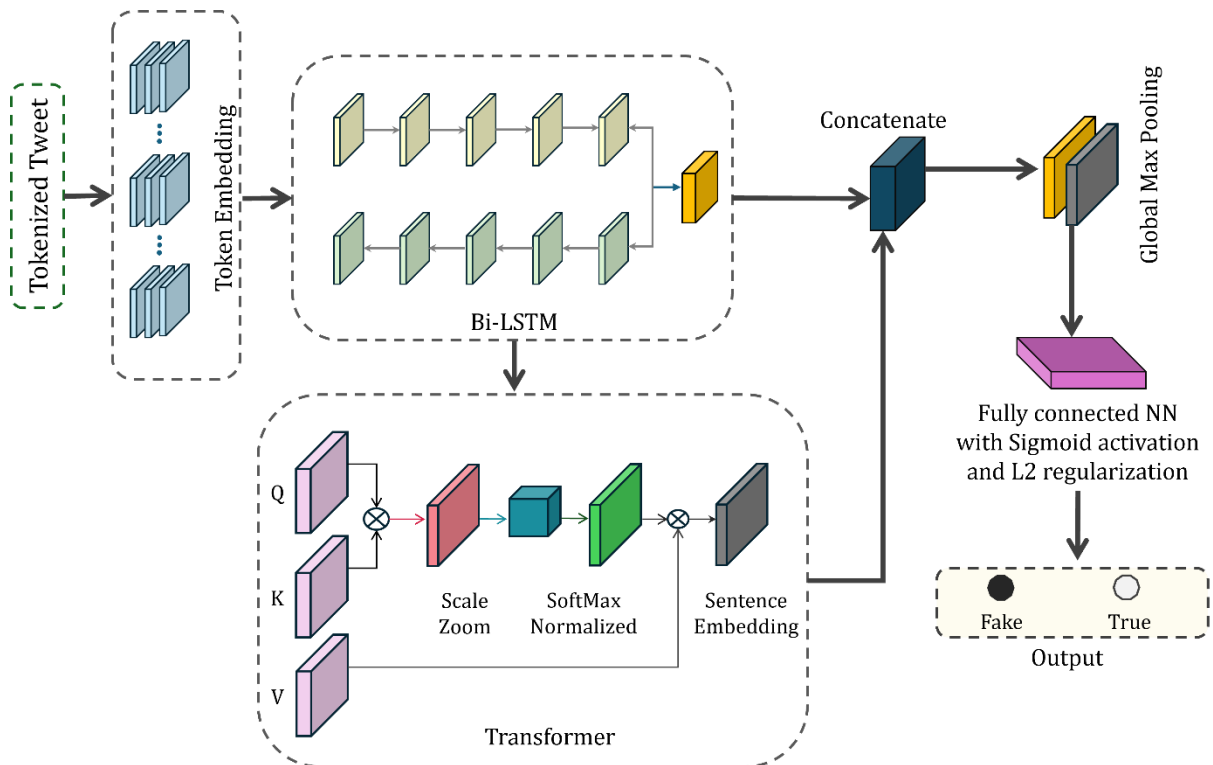 Tokenized Tweet
Token Embedding
Bi-LSTM
Concatenate
Global Max Pooling
Q
K
V
Scale
Zoom
SoftMax
Normalized
Sentence
Embedding
Transformer
Fully connected NN
with Sigmoid activation
and L2 regularization
Fake
True
Output